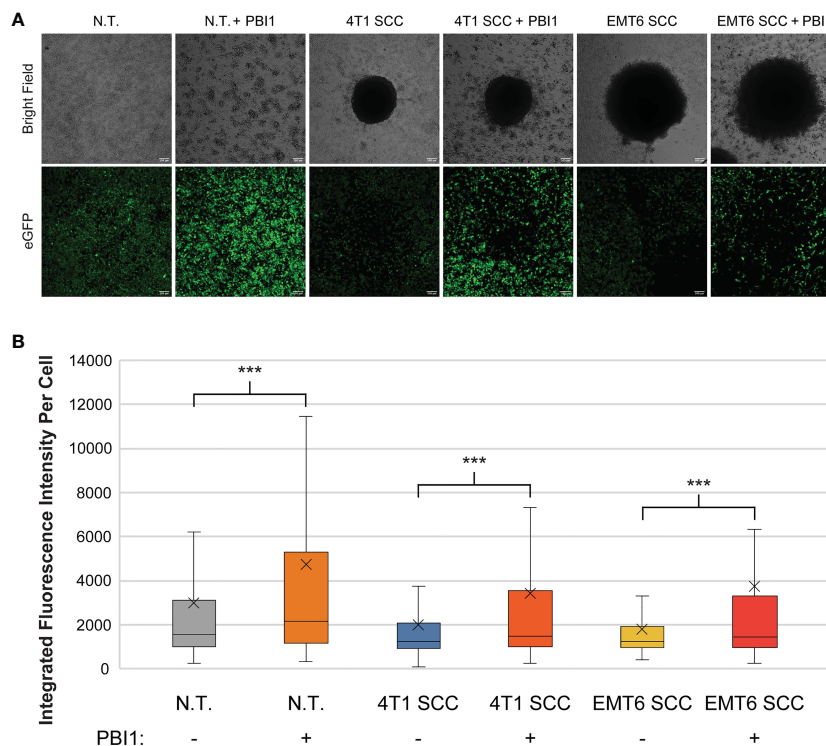 A
N.T.
N.T. + PBI1
4T1 SCC
4T1 SCC + PBI1
EMT6 SCC
EMT6 SCC + PBI
Bright Field
eGFP
B
Integrated Fluorescence Intensity Per Cell
14000
12000
10000
8000
6000
4000
2000
0
***
***
***
N.T.
N.T.
4T1 SCC
4T1 SCC
EMT6 SCC
EMT6 SCC
PBI1: - + - + - +